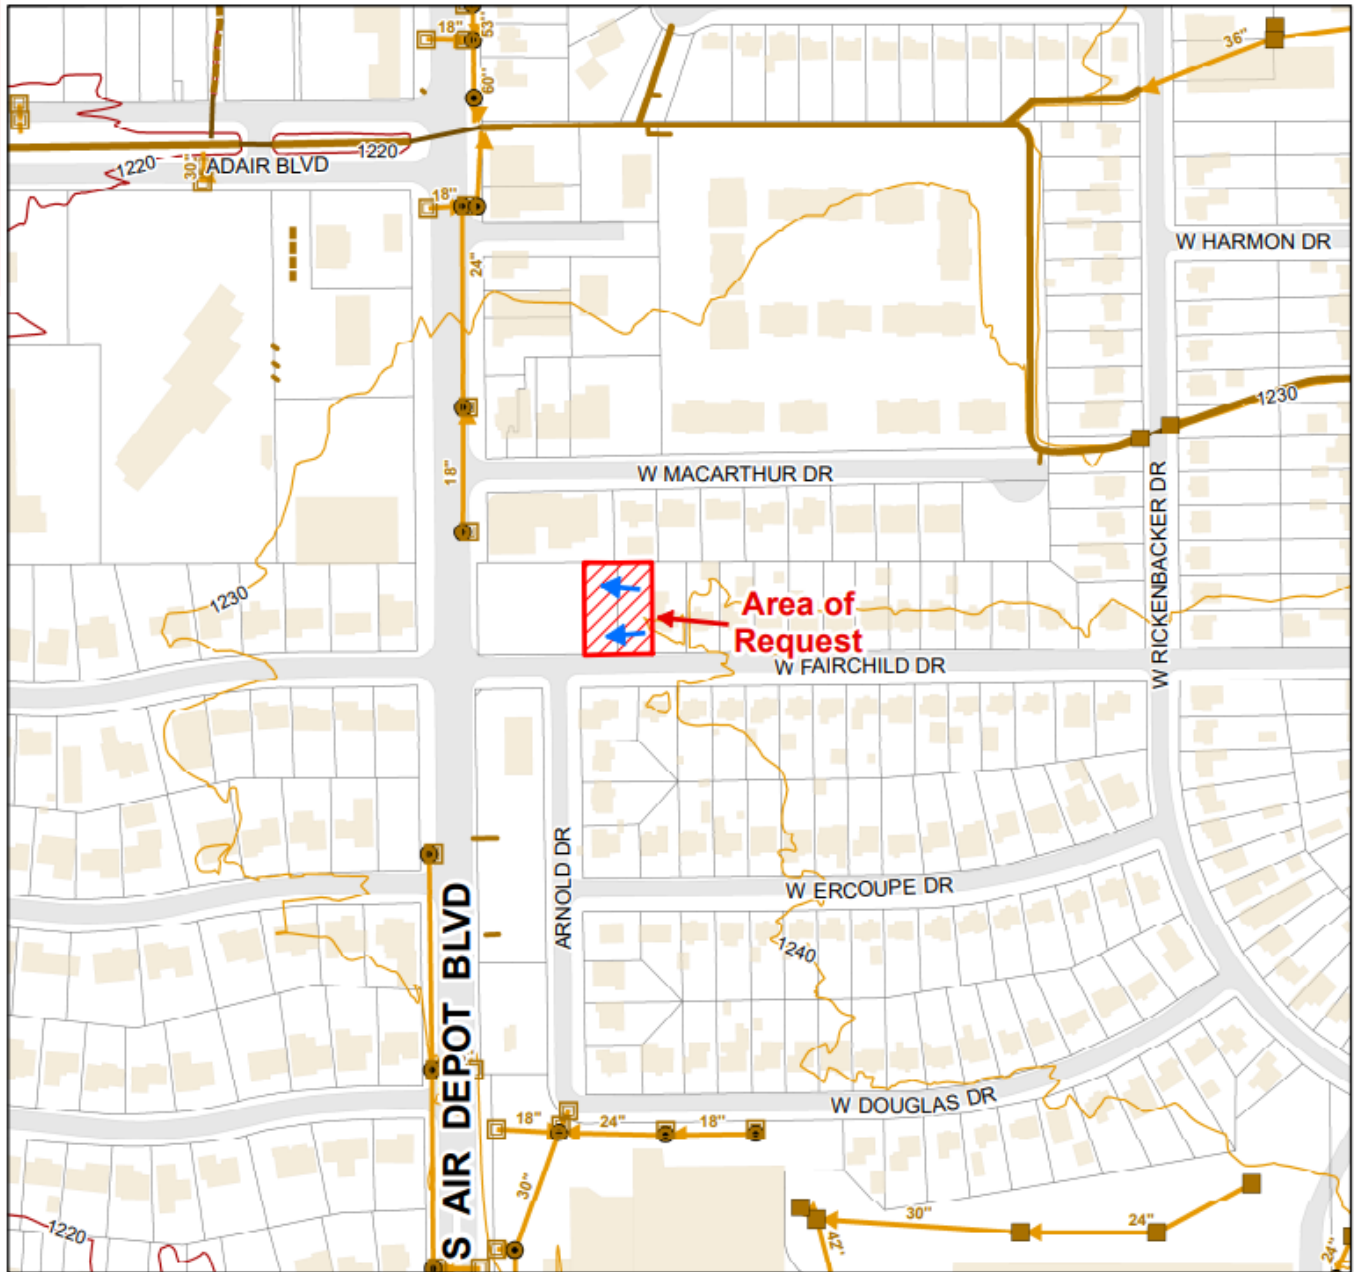 18"
53"
36"
60"
1220
1220
30"
ADAIR BLVD
18"
W HARMON DR
24"
1230
18"
W MACARTHUR DR
W RICKENBACKER DR
1230
Area of
Request
W FAIRCHILD DR
ARNOLD DR
W ERCOUPE DR
1240
S AIR DEPOT BLVD
W DOUGLAS DR
18"
24"
18"
30"
30"
24"
42'
1220
24"